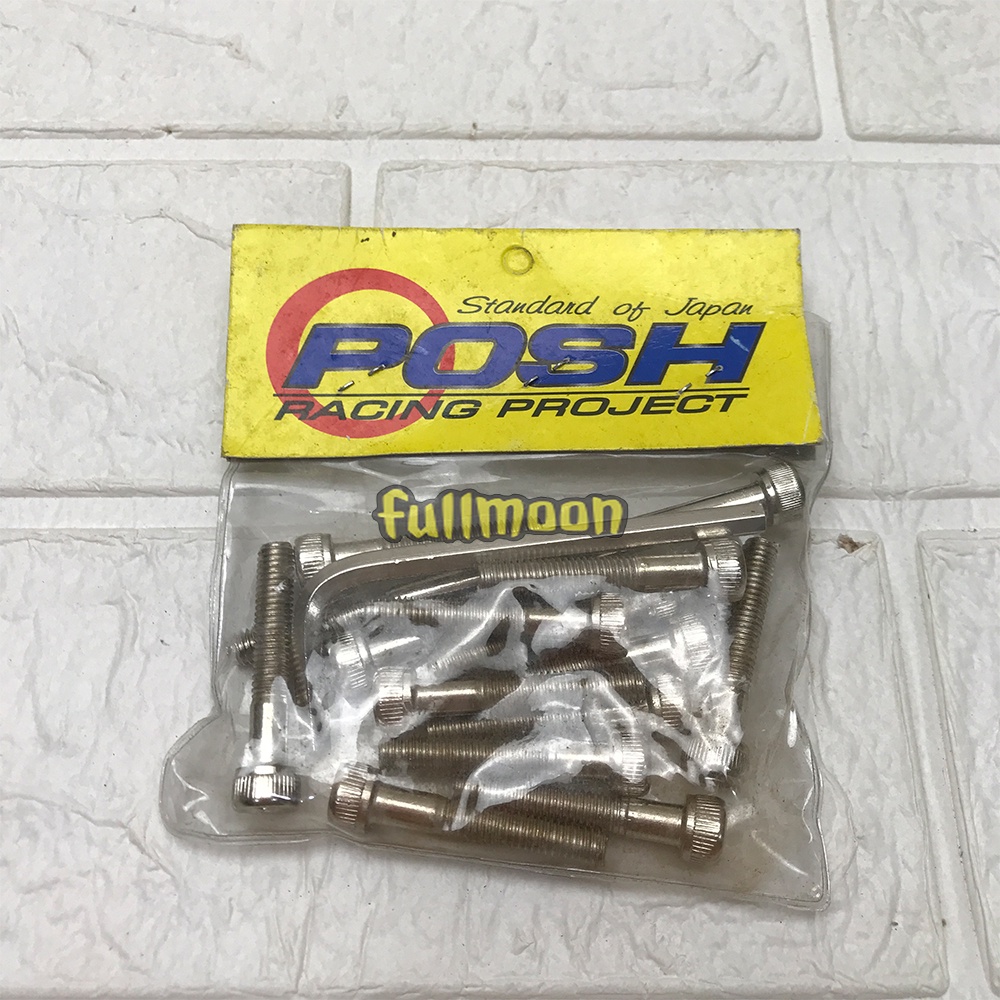 Standard of Japan
POSH
RACING PROJECT
fullmoon